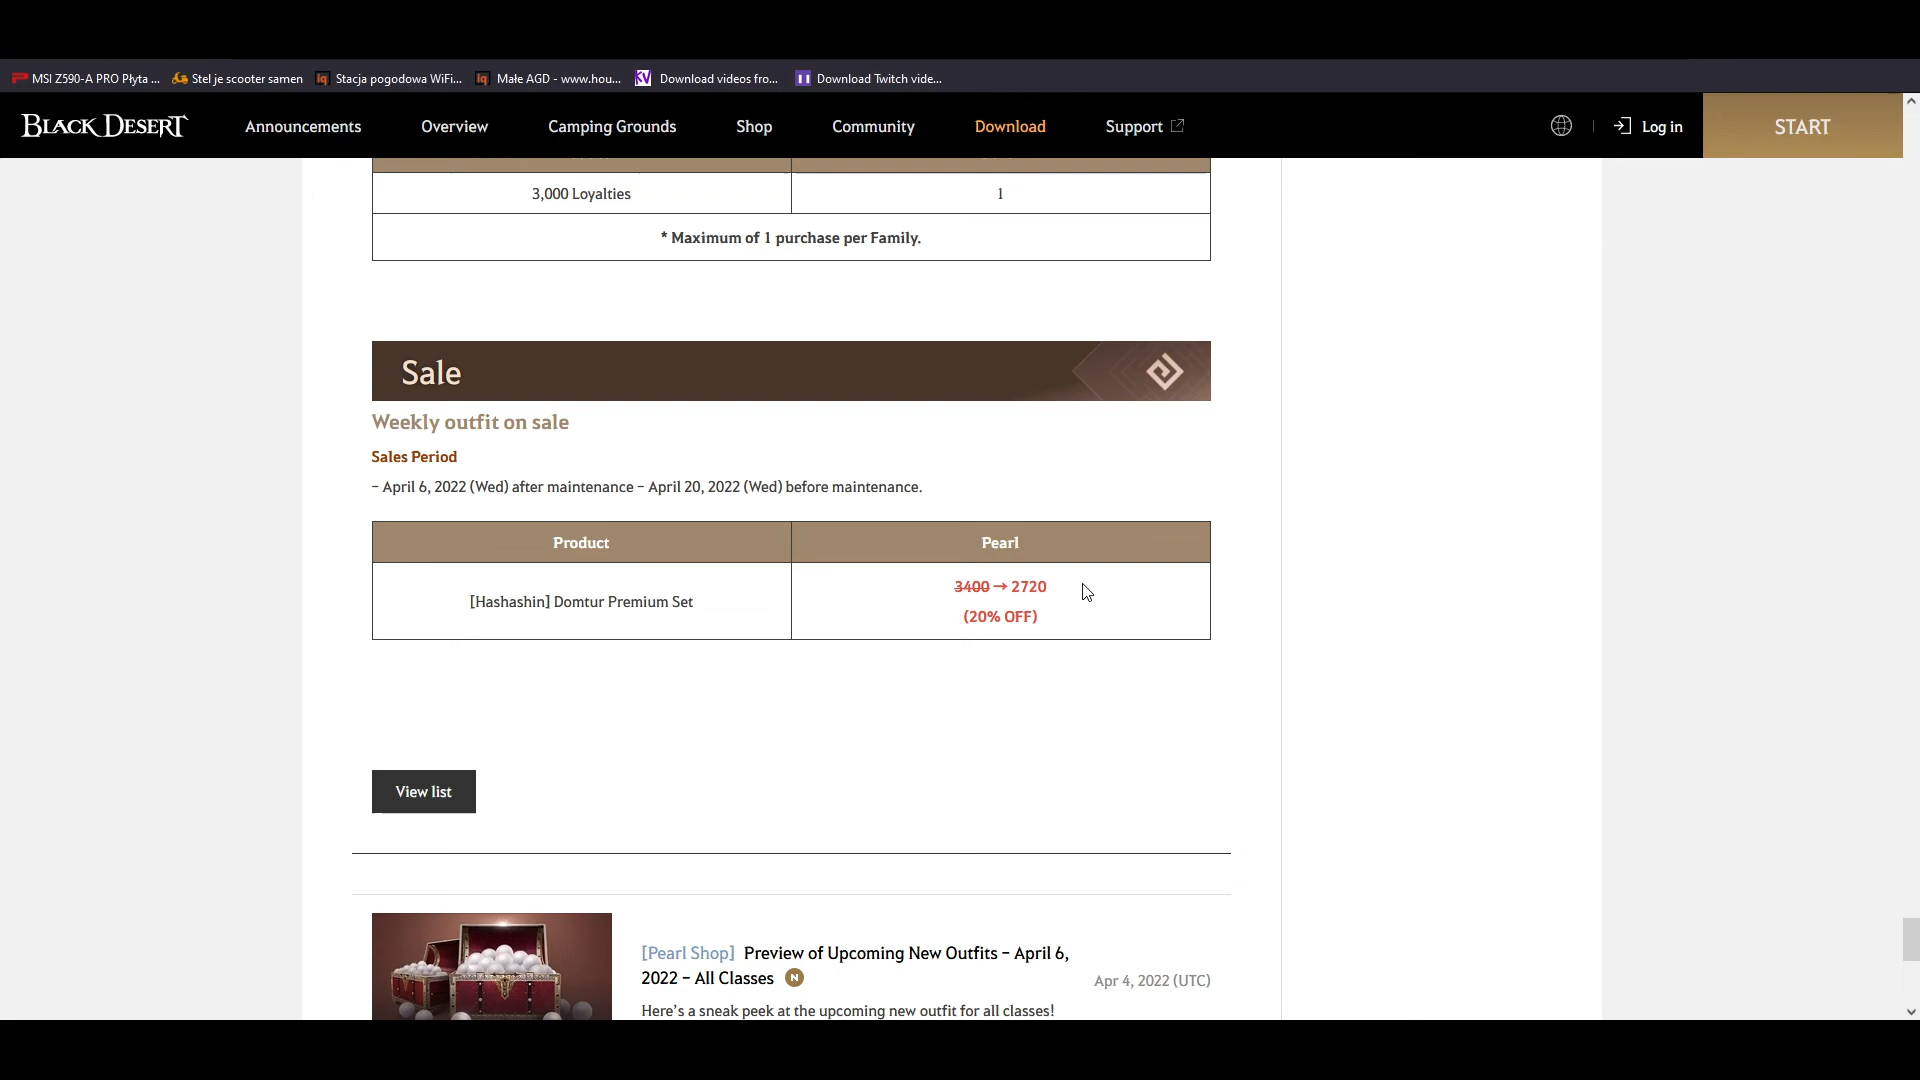 MSI Z590-A PRO Płyta ... Stel je scooter samen Stacja pogodowa WiFi... Małe AGD - www.hou... Download videos fro... Download Twitch vide...
BLACK DESERT Announcements Overview Camping Grounds Shop Community Download Support Log in START
3,000 Loyalties 1
* Maximum of 1 purchase per Family.
Sale
Weekly outfit on sale
Sales Period
- April 6, 2022 (Wed) after maintenance - April 20, 2022 (Wed) before maintenance.
Product Pearl
[Hashashin] Domtur Premium Set 3400 → 2720
(20% OFF)
View list
[Pearl Shop] Preview of Upcoming New Outfits - April 6,
2022 - All Classes N
Apr 4, 2022 (UTC)
Here's a sneak peek at the upcoming new outfit for all classes!